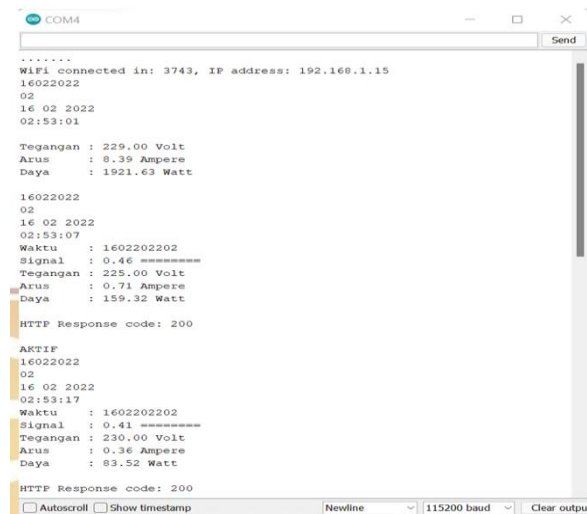 COM4
Send
.......
WiFi connected in: 3743, IP address: 192.168.1.15
16022022
02
16 02 2022
02:53:01
Tegangan : 229.00 Volt
Arus : 8.39 Ampere
Daya : 1921.63 Watt
16022022
02
16 02 2022
02:53:07
Waktu : 1602202202
Signal : 0.46 ========
Tegangan : 225.00 Volt
Arus : 0.71 Ampere
Daya : 159.32 Watt
HTTP Response code: 200
AKTIF
16022022
02
16 02 2022
02:53:17
Waktu : 1602202202
Signal : 0.41 ========
Tegangan : 230.00 Volt
Arus : 0.36 Ampere
Daya : 83.52 Watt
HTTP Response code: 200
Autoscroll Show timestamp Newline 115200 baud Clear outpu